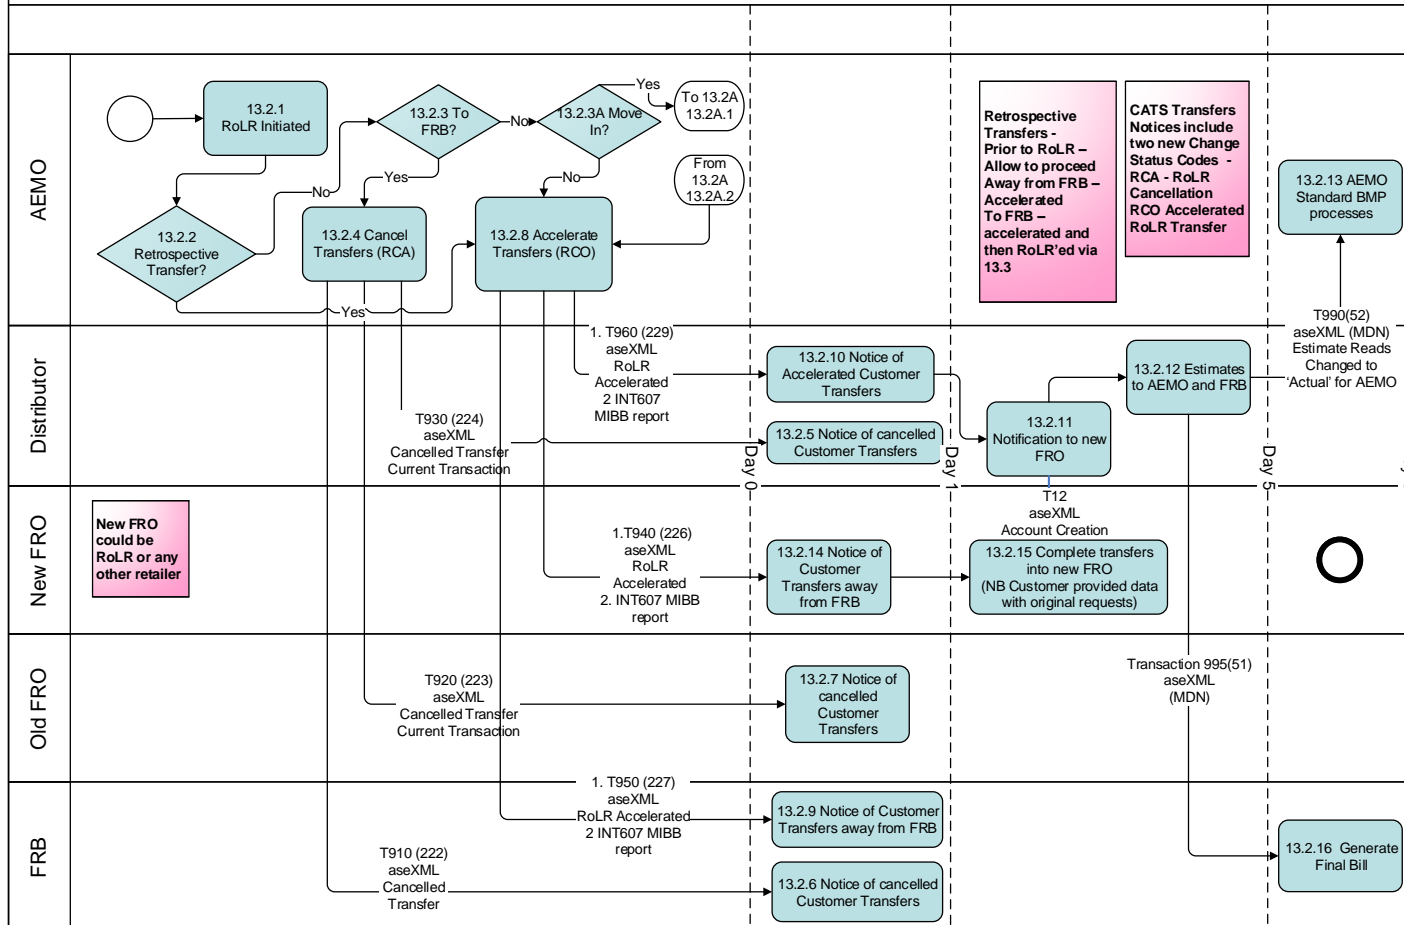 AEMO
13.2.1
RoLR Initiated
13.2.2
Retrospective
Transfer?
No
Yes
13.2.3 To
FRB?
No
Yes
13.2.3A Move
In?
Yes
No
To 13.2A
13.2A.1
From
13.2A
13.2A.2
13.2.4 Cancel
Transfers (RCA)
13.2.8 Accelerate
Transfers (RCO)
Retrospective
Transfers -
Prior to RoLR –
Allow to proceed
Away from FRB –
Accelerated
To FRB –
accelerated and
then RoLR'ed via
13.3
CATS Transfers
Notices include
two new Change
Status Codes -
RCA - RoLR
Cancellation
RCO Accelerated
RoLR Transfer
13.2.13 AEMO
Standard BMP
processes
Distributor
T930 (224)
aseXML
Cancelled Transfer
Current Transaction
1. T960 (229)
aseXML
RoLR
Accelerated
2 INT607
MIBB report
13.2.10 Notice of
Accelerated Customer
Transfers
13.2.5 Notice of cancelled
Customer Transfers
13.2.11
Notification to new
FRO
13.2.12 Estimates
to AEMO and FRB
T990(52)
aseXML (MDN)
Estimate Reads
Changed to
'Actual' for AEMO
Day 0
Day 1
Day 5
New FRO
New FRO
could be
RoLR or any
other retailer
1.T940 (226)
aseXML
RoLR
Accelerated
2. INT607 MIBB
report
13.2.14 Notice of
Customer
Transfers away
from FRB
T12
aseXML
Account Creation
13.2.15 Complete transfers
into new FRO
(NB Customer provided data
with original requests)
Old FRO
T920 (223)
aseXML
Cancelled Transfer
Current Transaction
13.2.7 Notice of
cancelled
Customer
Transfers
Transaction 995(51)
aseXML
(MDN)
FRB
1. T950 (227)
aseXML
RoLR Accelerated
2 INT607 MIBB
report
13.2.9 Notice of Customer
Transfers away from FRB
T910 (222)
aseXML
Cancelled
Transfer
13.2.6 Notice of cancelled
Customer Transfers
13.2.16 Generate
Final Bill